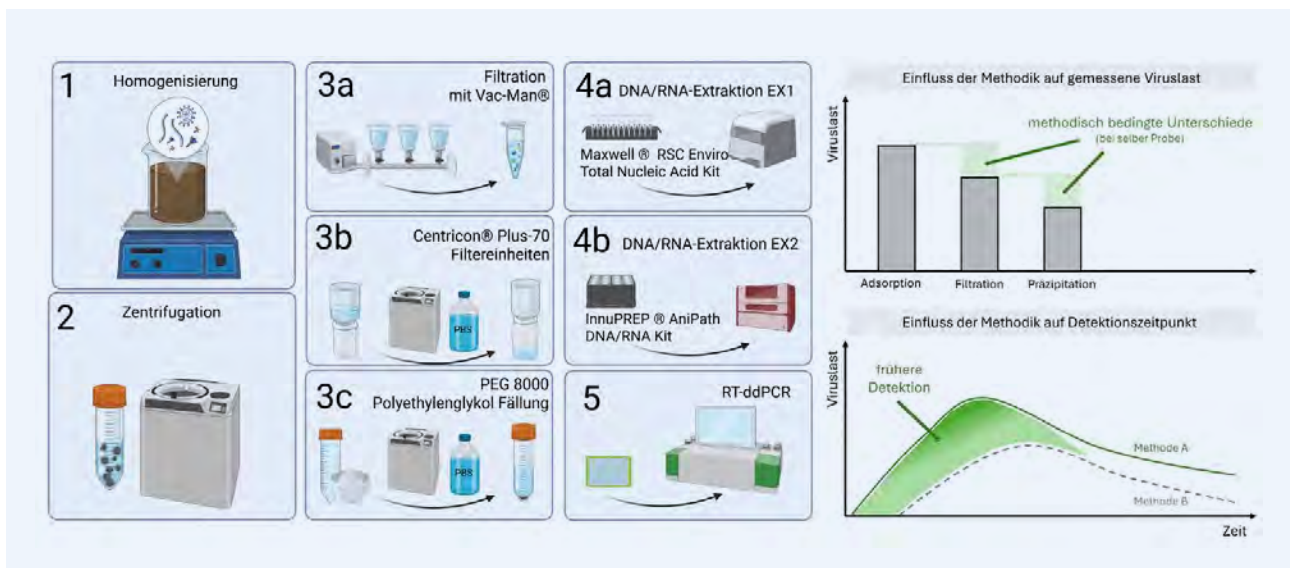 1
Homogenisierung
2
Zentrifugation
3a
Filtration
mit Vac-Man®
3b
Centricon® Plus-70
Filtereinheiten
PBS
3c
PEG 8000
Polyethylenglykol Fällung
PBS
4a
DNA/RNA-Extraktion EX1
Maxwell ® RSC Enviro
Total Nucleic Acid Kit
4b
DNA/RNA-Extraktion EX2
InnuPREP ® AniPath
DNA/RNA Kit
5
RT-ddPCR
Einfluss der Methodik auf gemessene Viruslast
Viruslast
methodisch bedingte Unterschiede
(bei selber Probe)
Adsorption
Filtration
Präzipitation
Einfluss der Methodik auf Detektionszeitpunkt
Viruslast
frühere
Detektion
Methode A
Methode B
Zeit